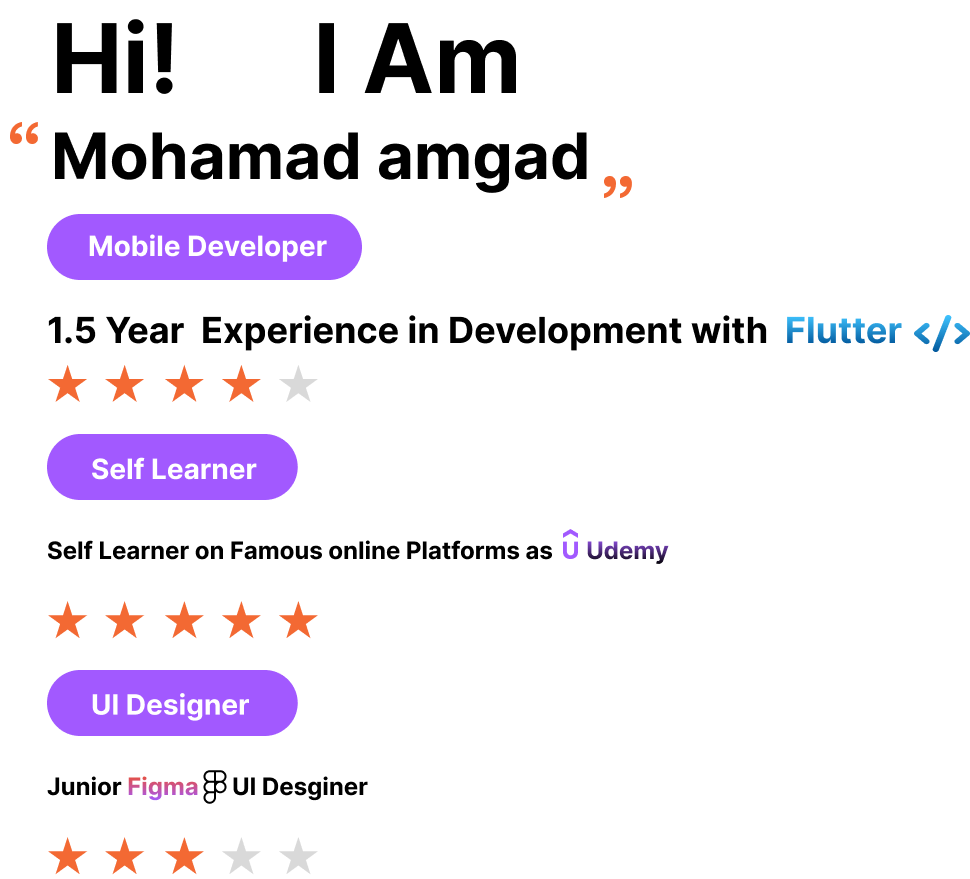 Hi! I Am
“ Mohamad amgad ”
Mobile Developer
1.5 Year Experience in Development with Flutter </>
Self Learner
Self Learner on Famous online Platforms as Udemy
UI Designer
Junior Figma UI Desginer